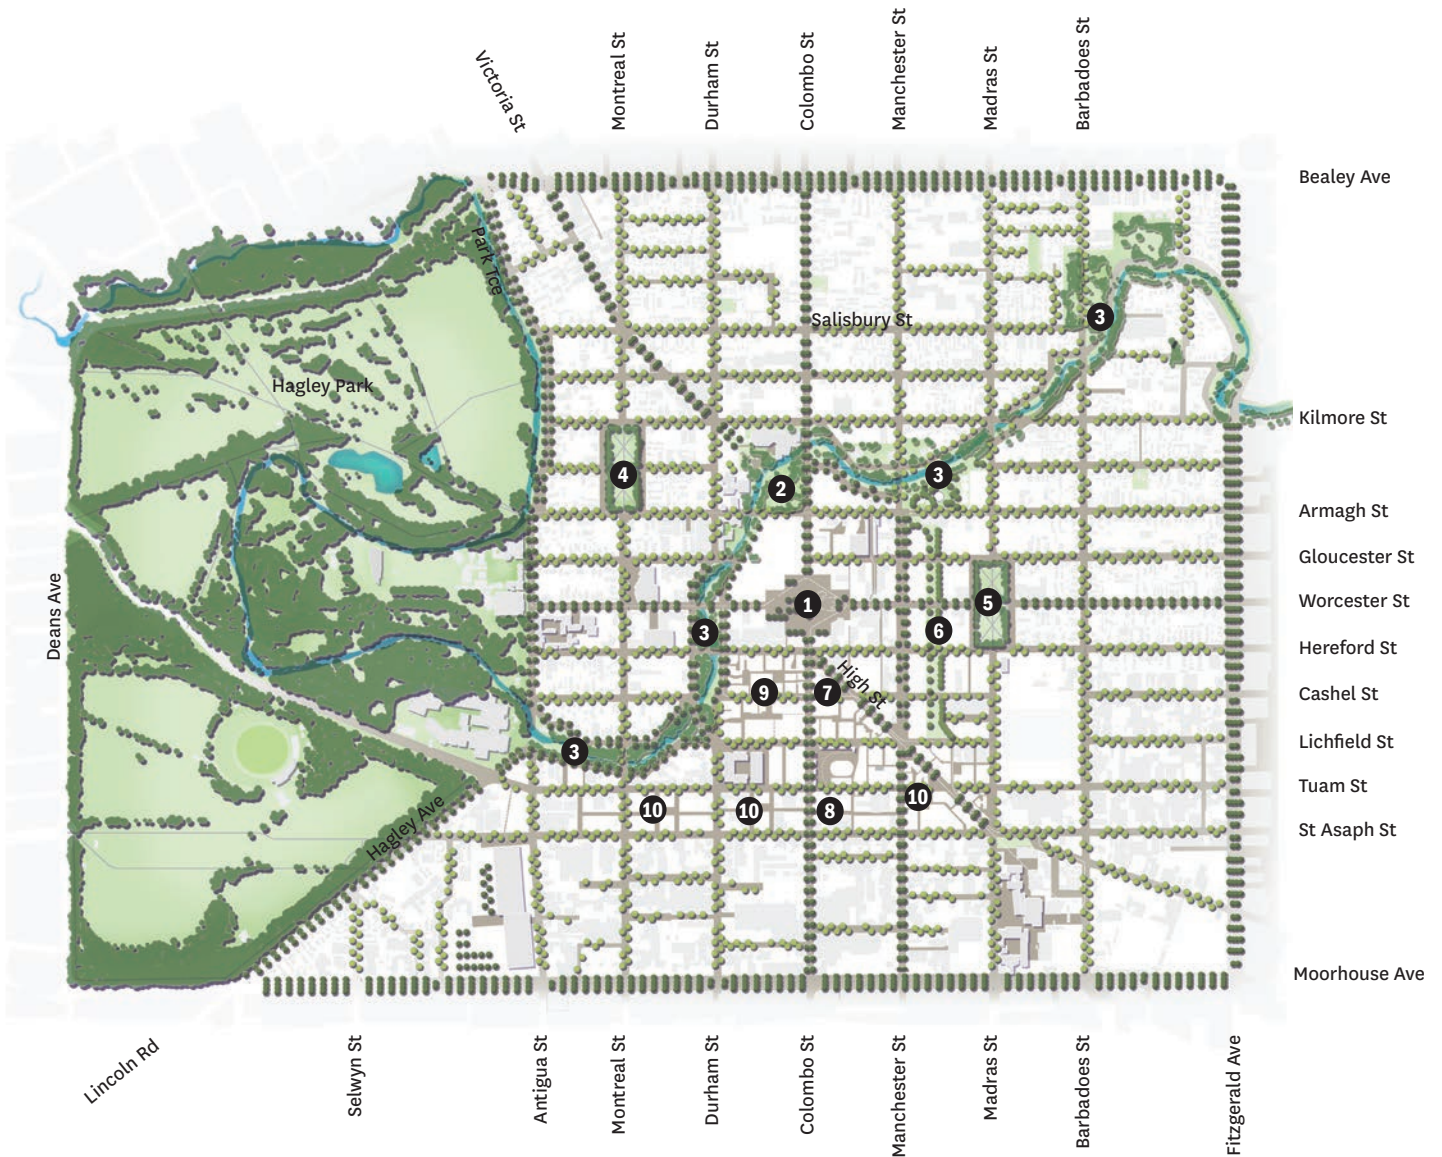 Victoria St
Montreal St
Durham St
Colombo St
Manchester St
Madras St
Barbadoes St
Bealey Ave
Park Tce
Salisbury St
3
Hagley Park
Kilmore St
4
2
3
Armagh St
Gloucester St
Deans Ave
1
5
Worcester St
3
6
Hereford St
High St
9
7
Cashel St
3
Lichfield St
Tuam St
10
10
8
10
Hagley Ave
St Asaph St
Moorhouse Ave
Lincoln Rd
Selwyn St
Antigua St
Montreal St
Durham St
Colombo St
Manchester St
Madras St
Barbadoes St
Fitzgerald Ave